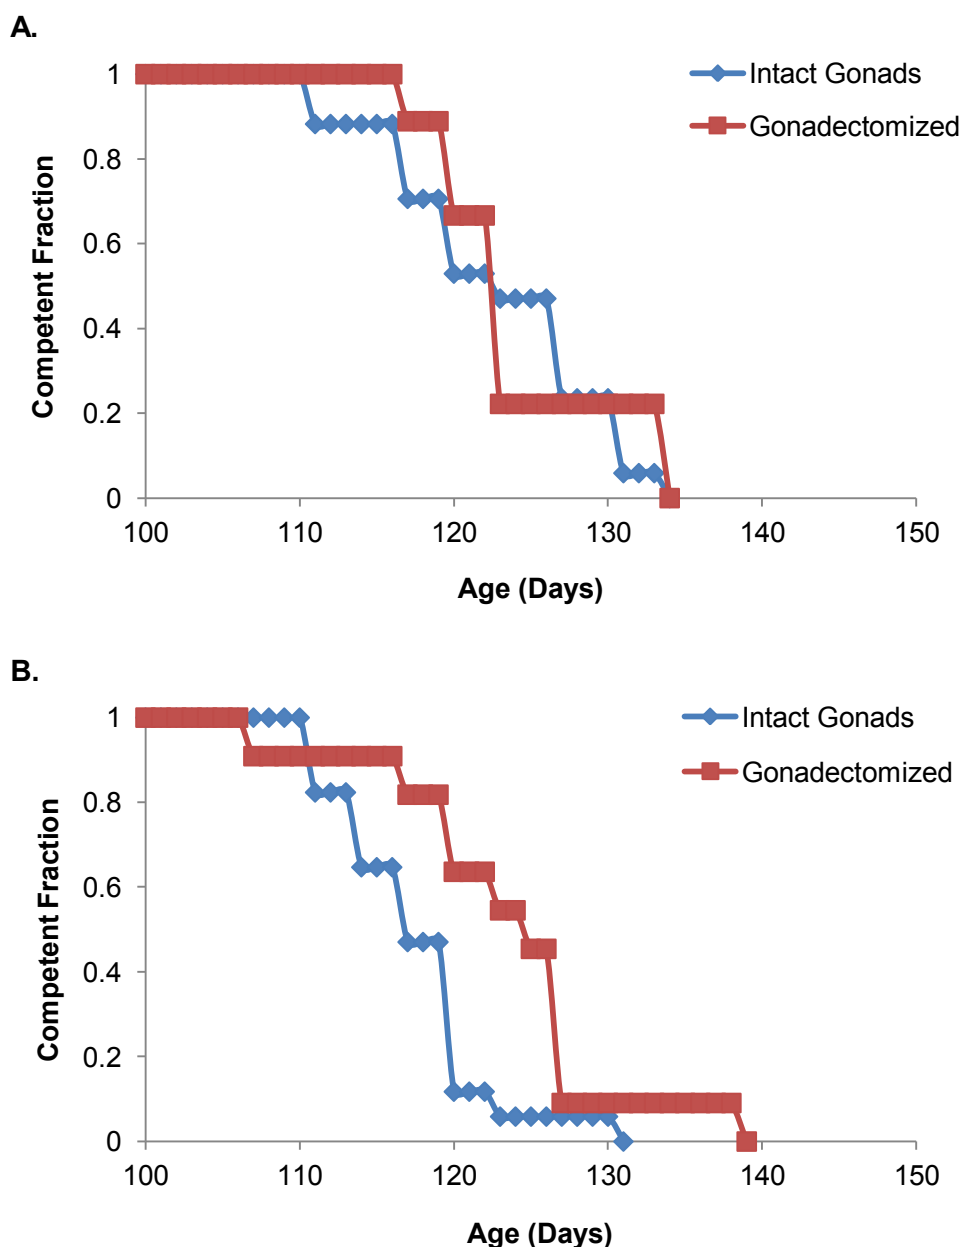 A.
Intact Gonads
Gonadectomized
1
0.8
0.6
0.4
0.2
0
Competent Fraction
100 110 120 130 140 150
Age (Days)
B.
Intact Gonads
Gonadectomized
1
0.8
0.6
0.4
0.2
0
Competent Fraction
100 110 120 130 140 150
Age (Days)